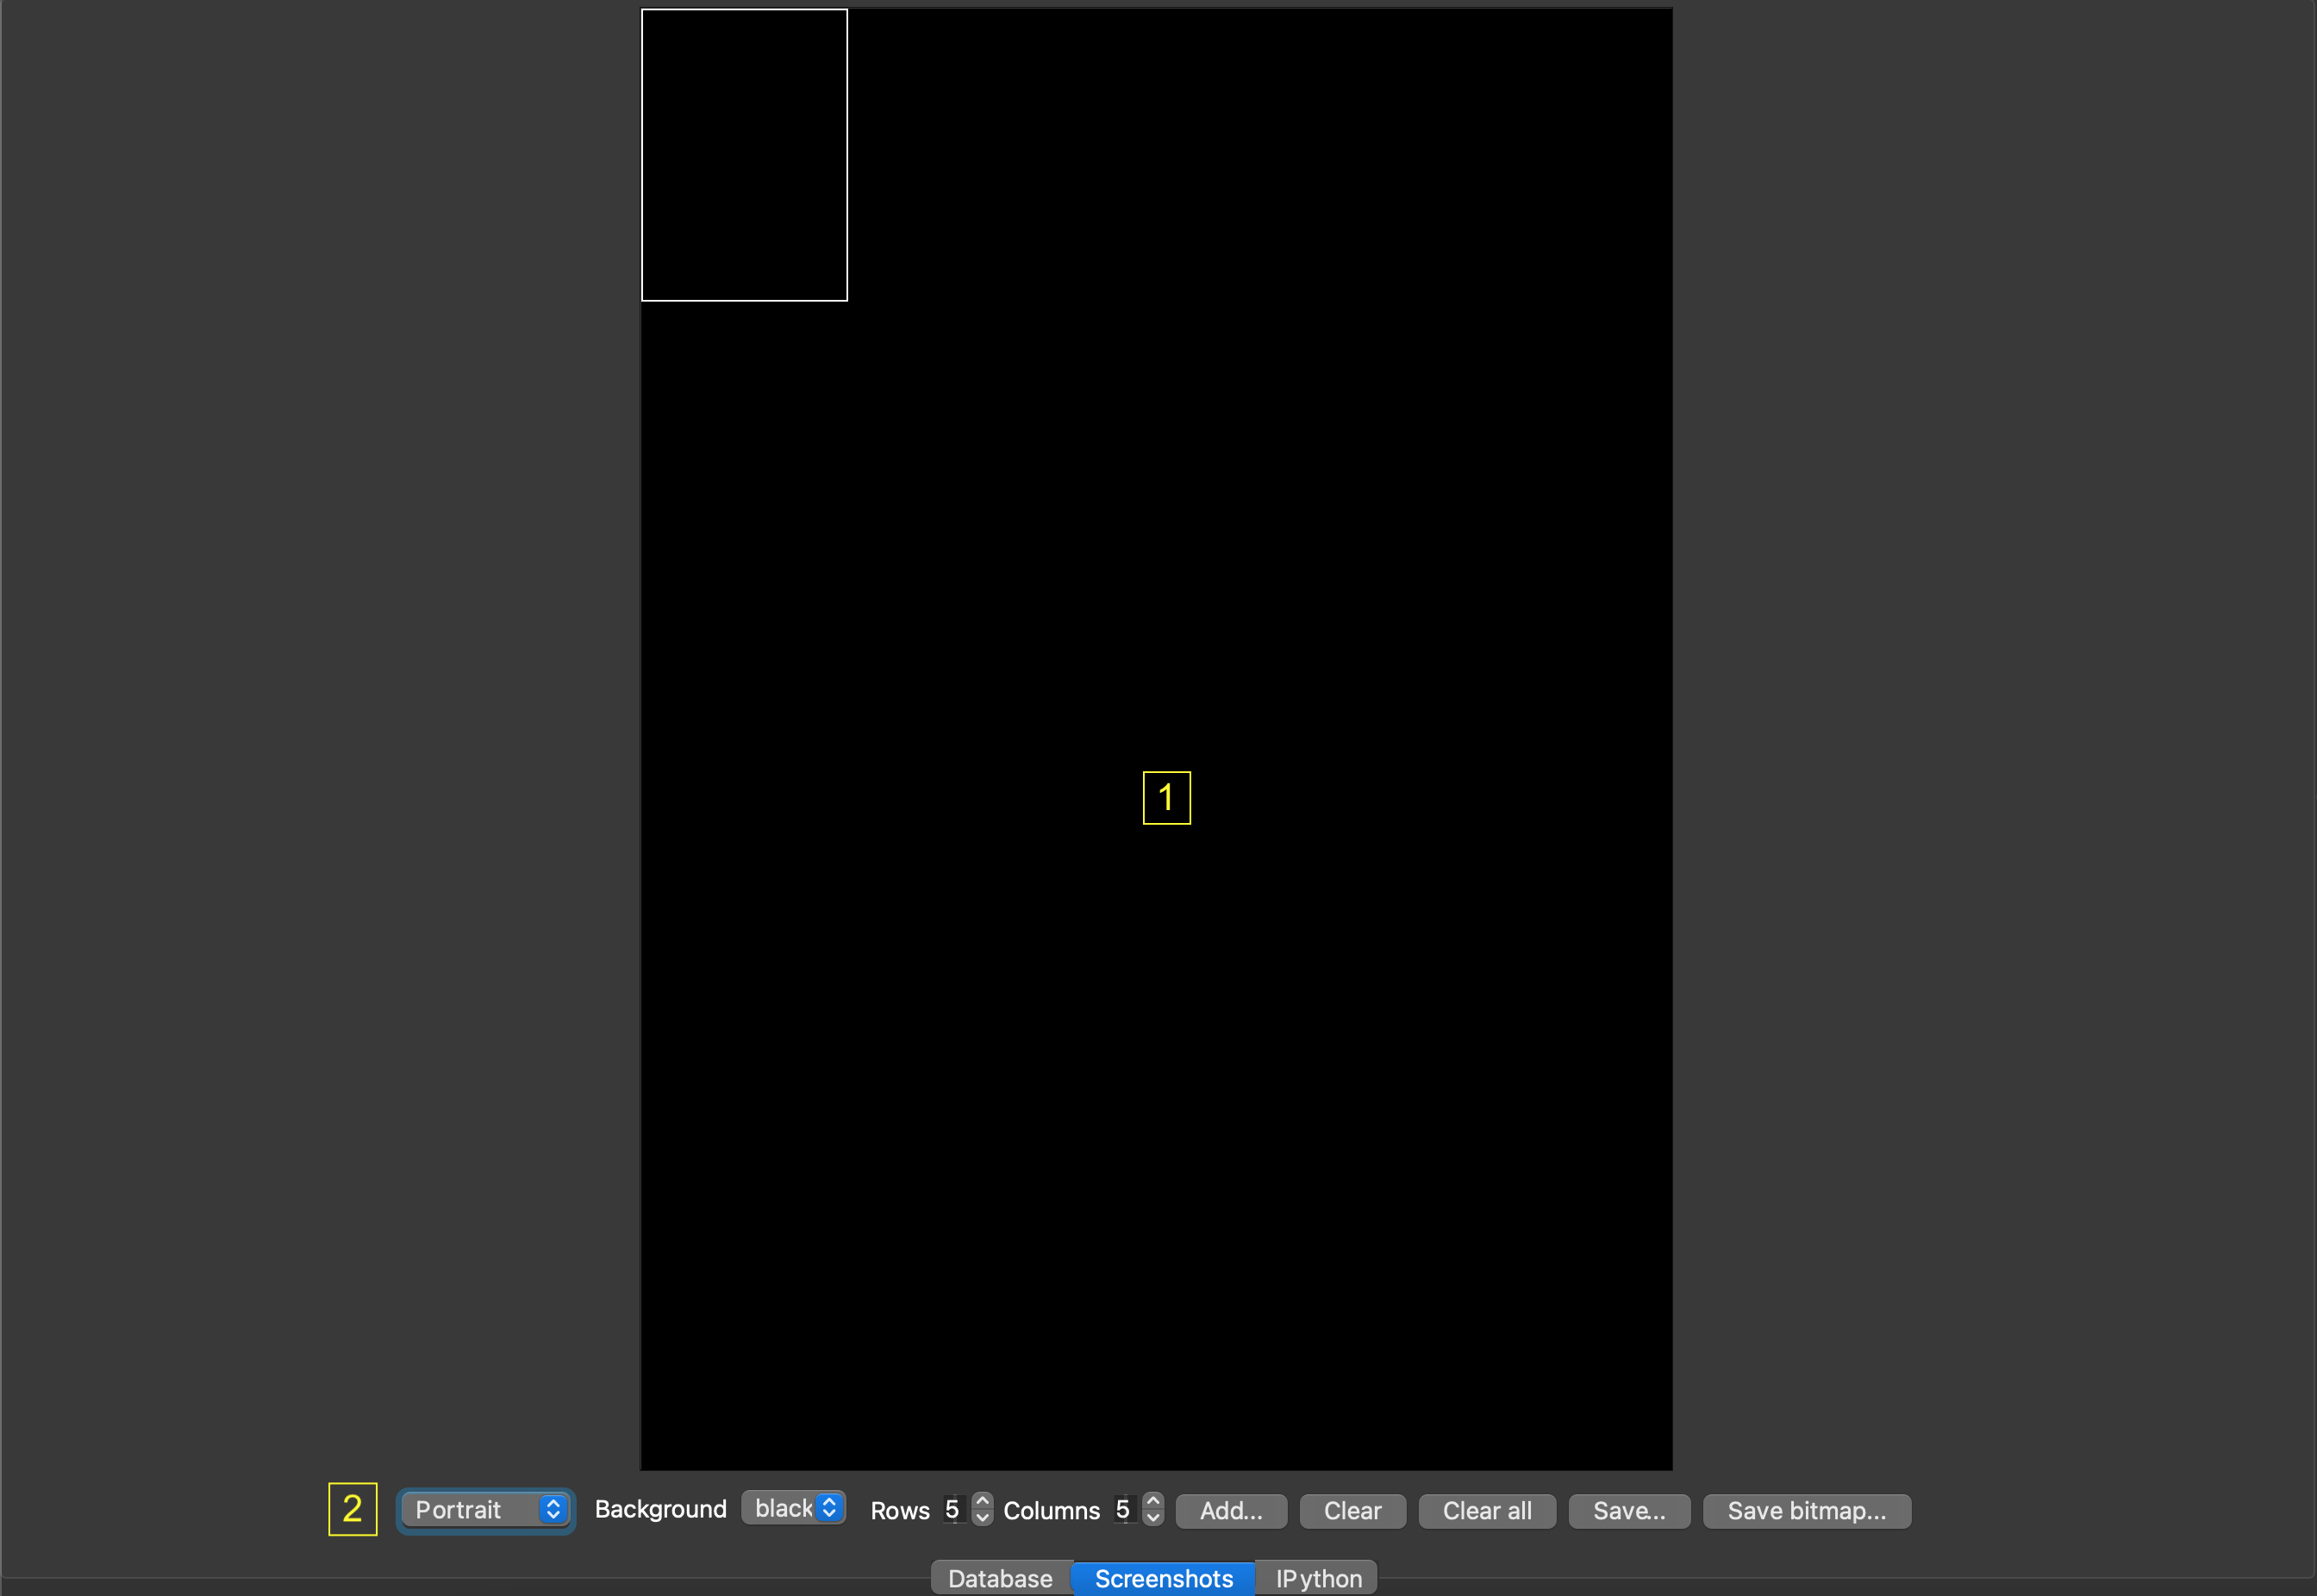 1
2 Portrait Background black Rows 5 Columns 5 Add... Clear Clear all Save... Save bitmap...
Database Screenshots IPython